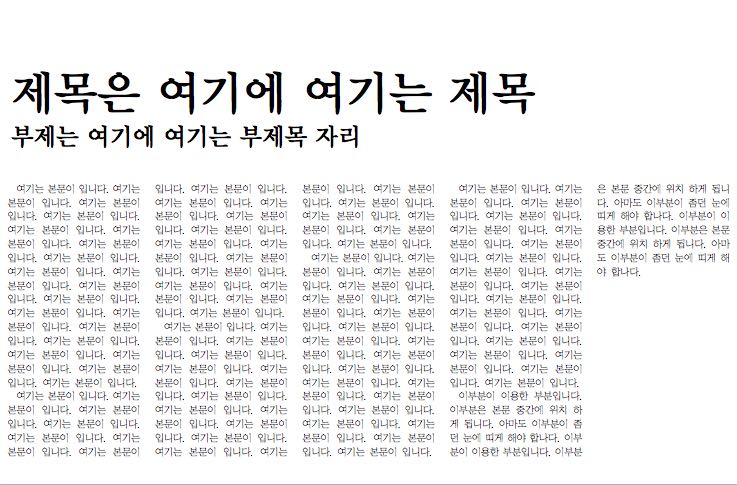 제목은 여기에 여기는 제목
부제는 여기에 여기는 부제목 자리
여기는 본문이 입니다. 여기는
본문이 입니다. 여기는 본문이
입니다. 여기는 본문이 입니다.
여기는 본문이 입니다. 여기는
본문이 입니다. 여기는 본문이
입니다. 여기는 본문이 입니다.
여기는 본문이 입니다. 여기는
본문이 입니다. 여기는 본문이
입니다. 여기는 본문이 입니다.
여기는 본문이 입니다. 여기는
본문이 입니다. 여기는 본문이
입니다. 여기는 본문이 입니다.
여기는 본문이 입니다. 여기는
본문이 입니다. 여기는 본문이
입니다. 여기는 본문이 입니다.
여기는 본문이 입니다. 여기는
본문이 입니다. 여기는 본문이
입니다. 여기는 본문이 입니다.
여기는 본문이 입니다. 여기는
본문이 입니다. 여기는 본문이
입니다. 여기는 본문이 입니다.
여기는 본문이 입니다. 여기는
본문이 입니다. 여기는 본문이
입니다. 여기는 본문이 입니다.
여기는 본문이 입니다. 여기는
본문이 입니다. 여기는 본문이
입니다. 여기는 본문이 입니다.
여기는 본문이 입니다. 여기는
본문이 입니다. 여기는 본문이
입니다. 여기는 본문이 입니다.
여기는 본문이 입니다. 여기는
본문이 입니다. 여기는 본문이
입니다. 여기는 본문이 입니다.
여기는 본문이 입니다. 여기는
본문이 입니다. 여기는 본문이
입니다. 여기는 본문이 입니다.
여기는 본문이 입니다. 여기는
본문이 입니다. 여기는 본문이
입니다. 여기는 본문이 입니다.
여기는 본문이 입니다. 여기는
본문이 입니다. 여기는 본문이
입니다. 여기는 본문이 입니다.
여기는 본문이 입니다. 여기는
본문이 입니다. 여기는 본문이
입니다. 여기는 본문이 입니다.
여기는 본문이 입니다. 여기는
본문이 입니다. 여기는 본문이
입니다. 여기는 본문이 입니다.
여기는 본문이 입니다. 여기는
본문이 입니다. 여기는 본문이
입니다. 여기는 본문이 입니다.
여기는 본문이 입니다. 여기는
본문이 입니다. 여기는 본문이
입니다. 여기는 본문이 입니다.
여기는 본문이 입니다. 여기는
본문이 입니다. 여기는 본문이
입니다. 여기는 본문이 입니다.
여기는 본문이 입니다. 여기는
본문이 입니다. 여기는 본문이
입니다. 여기는 본문이 입니다.
여기는 본문이 입니다. 여기는
본문이 입니다. 여기는 본문이
입니다. 여기는 본문이 입니다.
여기는 본문이 입니다. 여기는
본문이 입니다. 여기는 본문이
입니다. 여기는 본문이 입니다.
여기는 본문이 입니다. 여기는
본문이 입니다. 여기는 본문이
입니다. 여기는 본문이 입니다.
여기는 본문이 입니다. 여기는
본문이 입니다. 여기는 본문이
입니다. 여기는 본문이 입니다.
여기는 본문이 입니다. 여기는
본문이 입니다. 여기는 본문이
입니다. 여기는 본문이 입니다.
이부분이 이용한 부분입니다.
이부분은 본문 중간에 위치 하
게 됩니다. 아마도 이부분이 좀
던 눈에 띠게 해야 합나다. 이부
분이 이용한 부분입니다. 이부분
은 본문 중간에 위치 하게 됩니
다. 아마도 이부분이 좀던 눈에
띠게 해야 합나다. 이부분이 이
용한 부분입니다. 이부분은 본문
중간에 위치 하게 됩니다. 아마
도 이부분이 좀던 눈에 띠게 해
야 합나다.